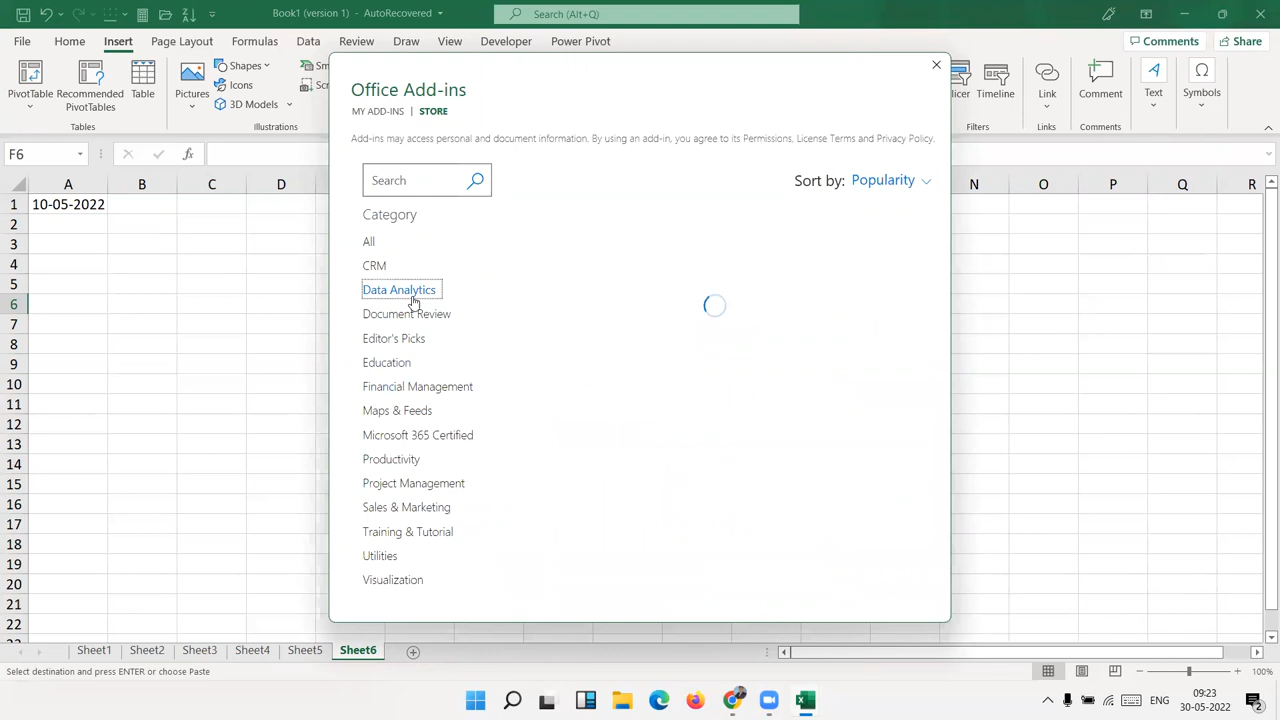 Book1 (version 1) - AutoRecovered
Search (Alt+Q)
File Home Insert Page Layout Formulas Data Review View Draw Developer Power Pivot Comments Share
PivotTable
Recommended
PivotTables
Table
Tables
Pictures
Shapes
Icons
3D Models
Illustrations
Timeline
Filters
Link
Links
Comment
Comments
Text
Symbols
F6
fx
A B C D N O P Q R
1 10-05-2022
2
3
4
5
6
7
8
9
10
11
12
13
14
15
16
17
18
19
20
21
22
Office Add-ins
MY ADD-INS | STORE
Add-ins may access personal and document information. By using an add-in, you agree to its Permissions, License Terms and Privacy Policy.
Search
Sort by: Popularity
Category
All
CRM
Data Analytics
Document Review
Editor's Picks
Education
Financial Management
Maps & Feeds
Microsoft 365 Certified
Productivity
Project Management
Sales & Marketing
Training & Tutorial
Utilities
Visualization
Sheet1 Sheet2 Sheet3 Sheet4 Sheet5 Sheet6
Select destination and press ENTER or choose Paste
100%
ENG
09:23
30-05-2022
2